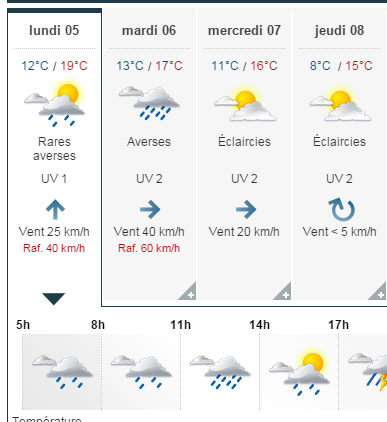 lundi 05 mardi 06 mercredi 07 jeudi 08
12°C / 19°C 13°C / 17°C 11°C / 16°C 8°C / 15°C
Rares averses Averses Éclaircies Éclaircies
UV 1 UV 2 UV 2 UV 2
Vent 25 km/h Vent 40 km/h Vent 20 km/h Vent < 5 km/h
Raf. 40 km/h Raf. 60 km/h
5h 8h 11h 14h 17h
Température